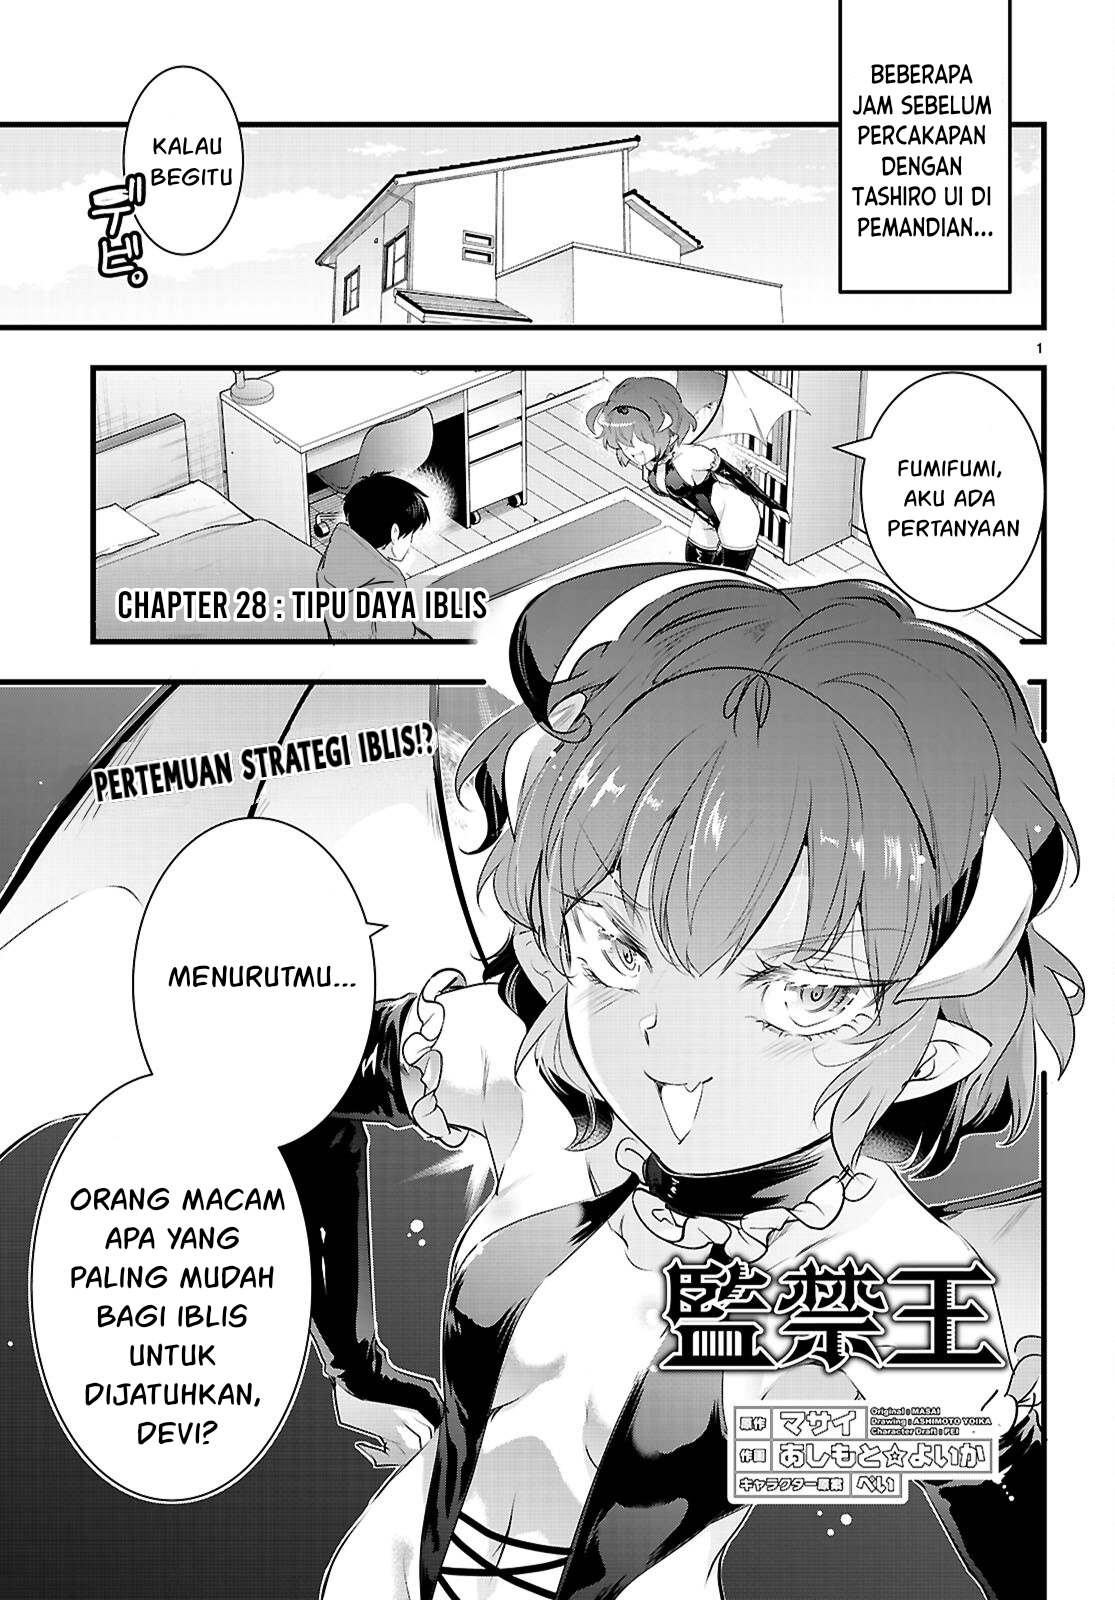 BEBERAPA
JAM SEBELUM
PERCAKAPAN
DENGAN
TASHIRO UI DI
PEMANDIAN...
KALAU
BEGITU
デビ。
1
FUMIFUMI,
AKU ADA
PERTANYAAN
CHAPTER 28 : TIPU DAYA IBLIS
PERTEMUAN STRATEGI IBLIS!?
MENURUTMU...
ORANG MACAM
APA YANG
PALING MUDAH
BAGI IBLIS
UNTUK
DIJATUHKAN,
DEVI?
監禁王
原作 マサイ
Original : MASAI
Drawing : ASHIMOTO YOIKA
Character Draft : PEI
作画 あしもと☆よいか
キャラクター原案 ぺい